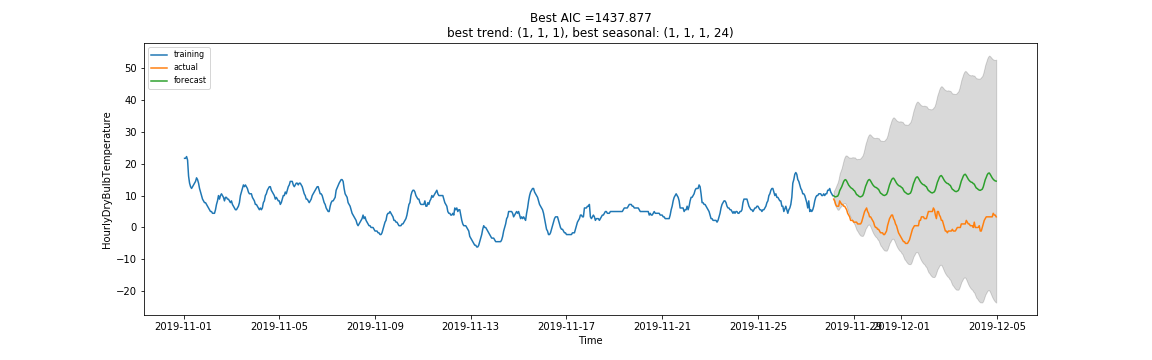 Best AIC =1437.877
best trend: (1, 1, 1), best seasonal: (1, 1, 1, 24)
training
actual
forecast
HourlyDryBulbTemperature
50
40
30
20
10
0
−10
−20
2019-11-01 2019-11-05 2019-11-09 2019-11-13 2019-11-17 2019-11-21 2019-11-25 2019-11-29 2019-12-01 2019-12-05
Time